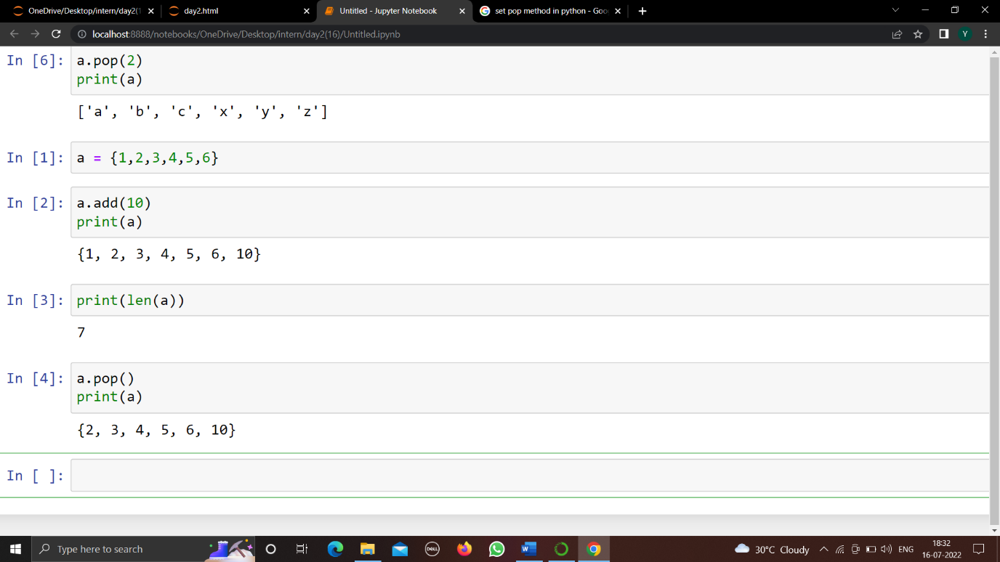 OneDrive/Desktop/intern/day2(1
day2.html
Untitled - Jupyter Notebook
set pop method in python - Goo
localhost:8888/notebooks/OneDrive/Desktop/intern/day2(16)/Untitled.ipynb
Y
In [6]: a.pop(2)
print(a)
['a', 'b', 'c', 'x', 'y', 'z']
In [1]: a = {1,2,3,4,5,6}
In [2]: a.add(10)
print(a)
{1, 2, 3, 4, 5, 6, 10}
In [3]: print(len(a))
7
In [4]: a.pop()
print(a)
{2, 3, 4, 5, 6, 10}
In [ ]:
Type here to search
DELL
W
30°C Cloudy
ENG
18:32
16-07-2022